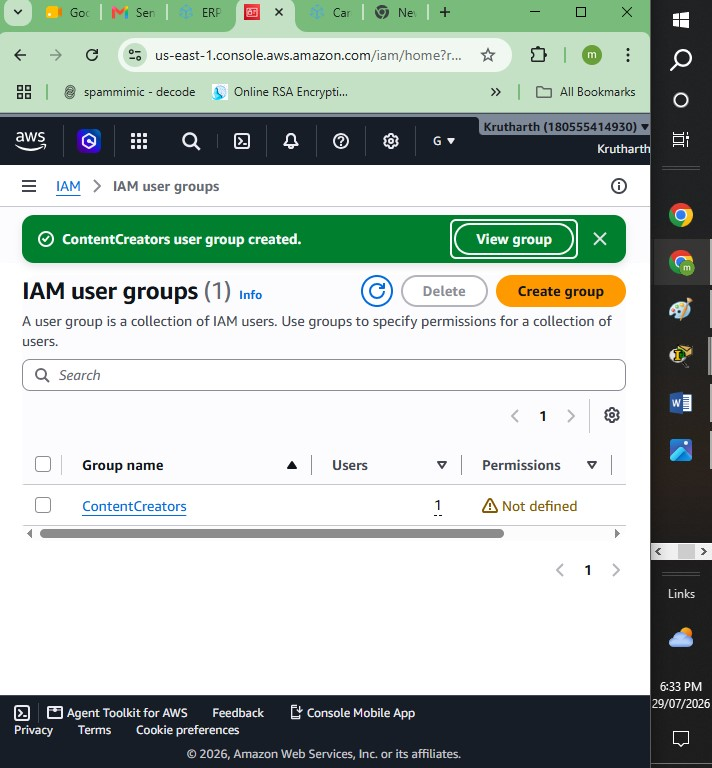 Goo
Sen
ERP
Car
Nev
us-east-1.console.aws.amazon.com/iam/home?r...
m
spammimic - decode
Online RSA Encrypti...
»
All Bookmarks
aws
G
Krutharth (180555414930)
Krutharth
IAM > IAM user groups
ContentCreators user group created.
View group
IAM user groups (1) Info
Delete
Create group
A user group is a collection of IAM users. Use groups to specify permissions for a collection of
users.
Search
1
Group name
Users
Permissions
ContentCreators
1
Not defined
1
Agent Toolkit for AWS
Feedback
Console Mobile App
Privacy
Terms
Cookie preferences
© 2026, Amazon Web Services, Inc. or its affiliates.
Links
6:33 PM
29/07/2026